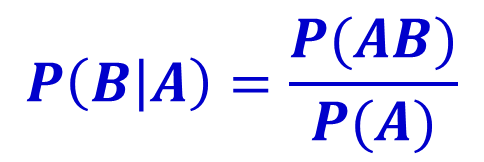 P(B|A) = P(AB) / P(A)